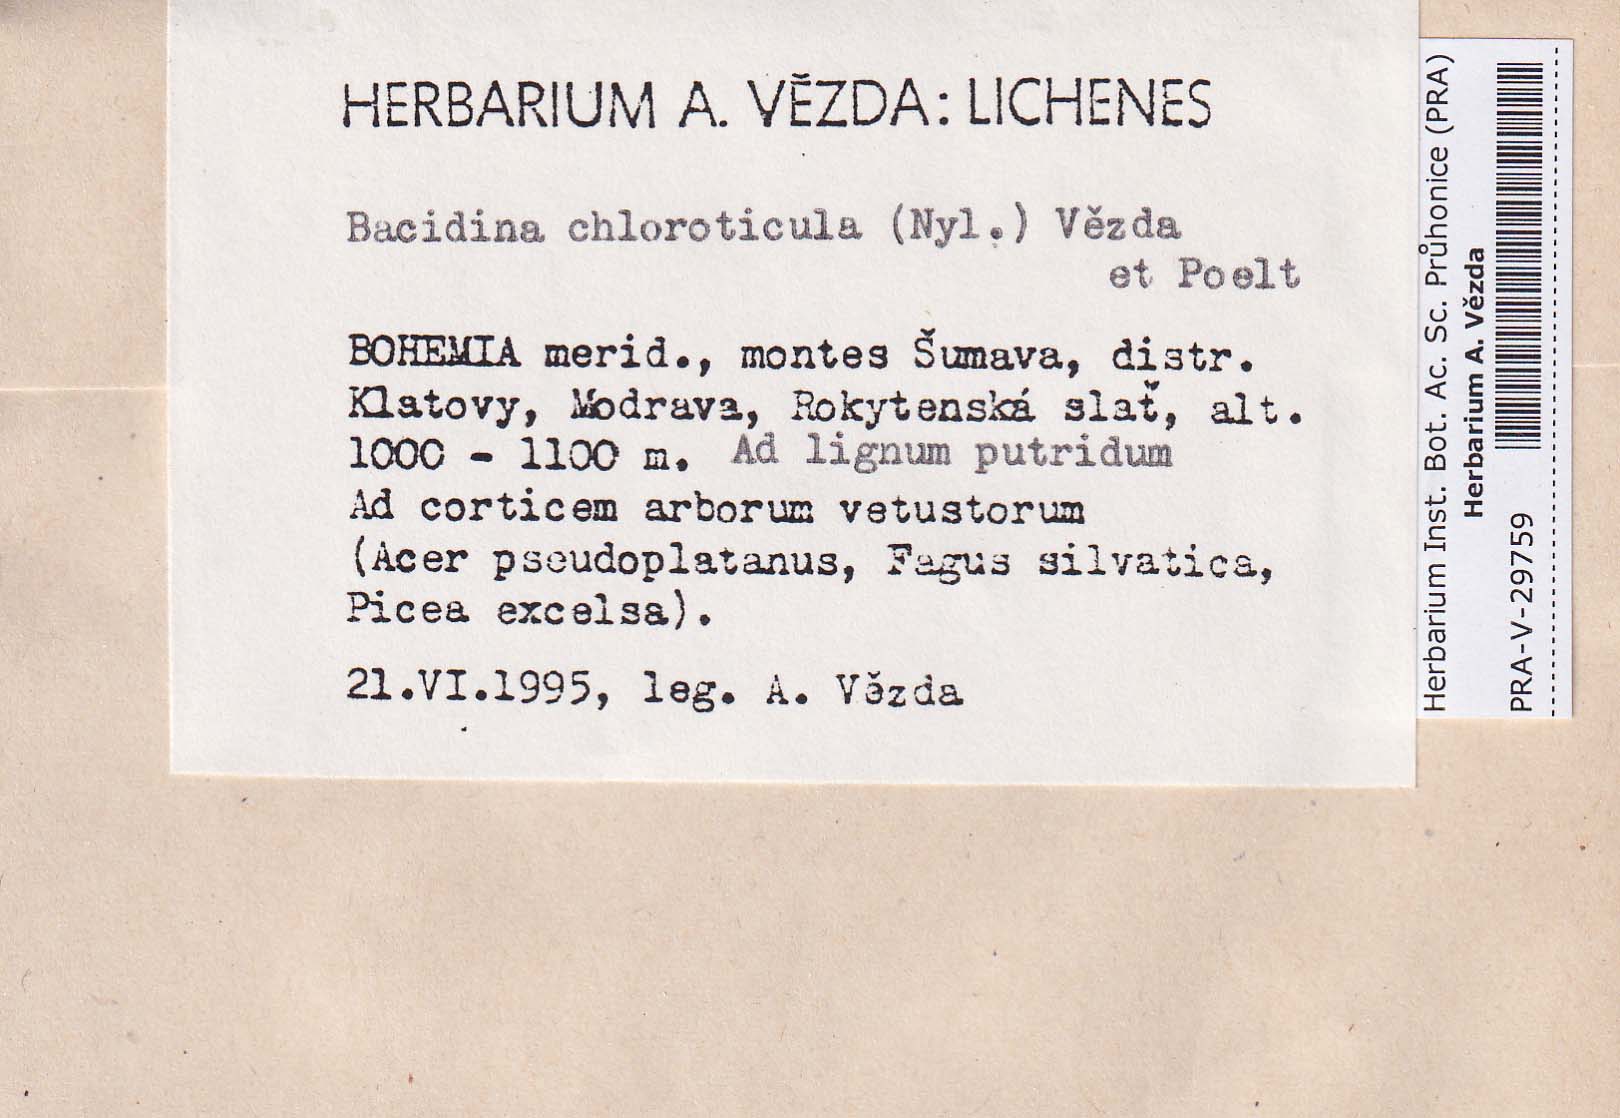 HERBARIUM A. VĚZDA: LICHENES
Bacidina chloroticula (Nyl.) Vězda
et Poelt
BOHEMIA merid., montes Šumava, distr.
Klatovy, Modrava, Rokytenská slať, alt.
1000 - 1100 m. Ad lignum putridum
Ad corticem arborum vetustorum
(Acer pseudoplatanus, Fagus silvatica,
Picea excelsa).
21.VI.1995, leg. A. Vězda
Herbarium Inst. Bot. Ac. Sc. Průhonice (PRA)
Herbarium A. Vězda
PRA-V-29759